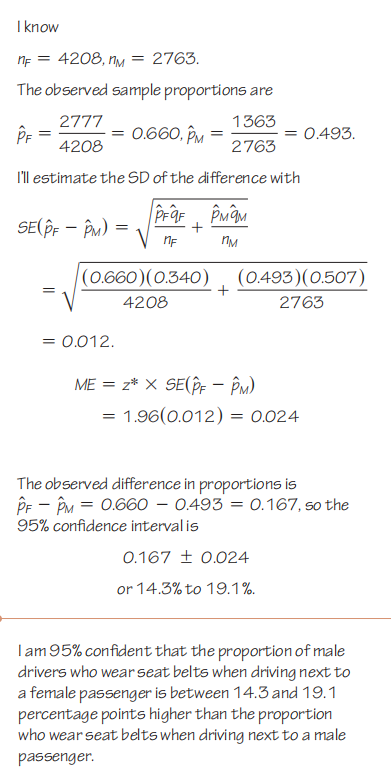 I know
n_F = 4208, n_M = 2763.
The observed sample proportions are
p̂_F = 2777/4208 = 0.660, p̂_M = 1363/2763 = 0.493.
I'll estimate the SD of the difference with
SE(p̂_F − p̂_M) = √(p̂_F q̂_F/n_F + p̂_M q̂_M/n_M)
= √((0.660)(0.340)/4208 + (0.493)(0.507)/2763)
= 0.012.
ME = z* × SE(p̂_F − p̂_M)
= 1.96(0.012) = 0.024
The observed difference in proportions is
p̂_F − p̂_M = 0.660 − 0.493 = 0.167, so the
95% confidence interval is
0.167 ± 0.024
or 14.3% to 19.1%.
I am 95% confident that the proportion of male
drivers who wear seat belts when driving next to
a female passenger is between 14.3 and 19.1
percentage points higher than the proportion
who wear seat belts when driving next to a male
passenger.